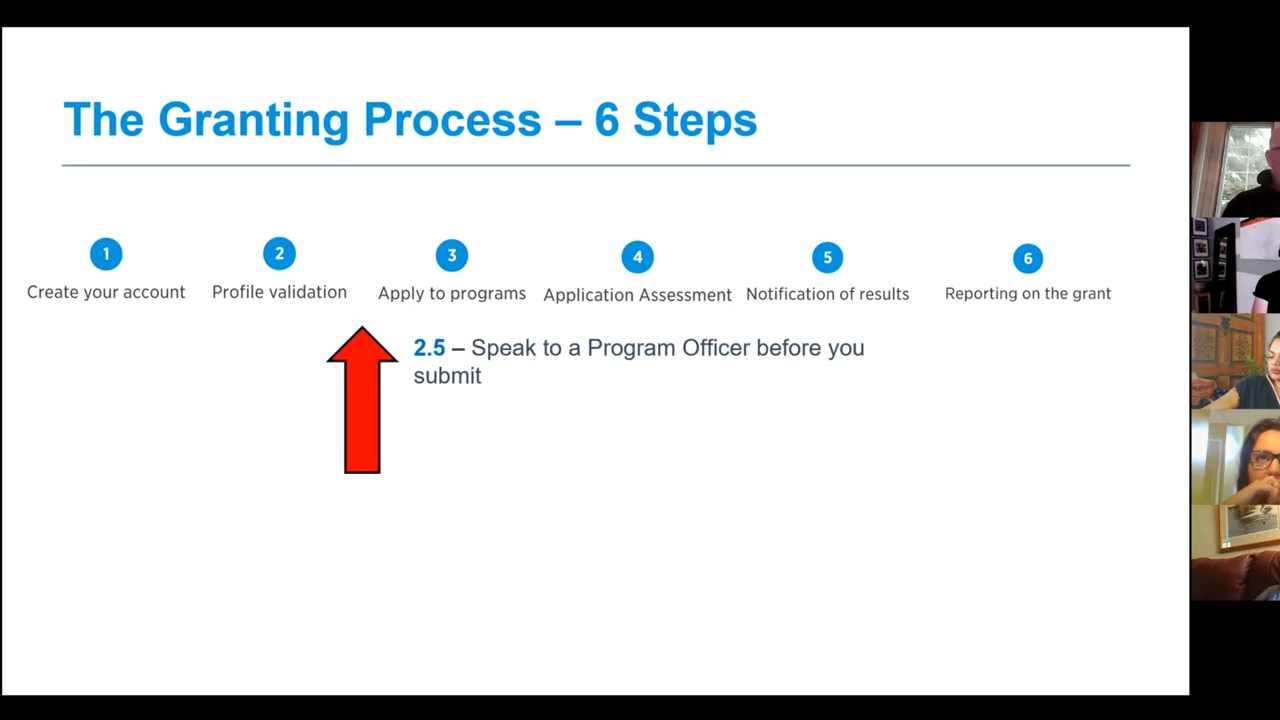 The Granting Process – 6 Steps
1
2
3
4
5
6
Create your account
Profile validation
Apply to programs
Application Assessment
Notification of results
Reporting on the grant
2.5 – Speak to a Program Officer before you
submit